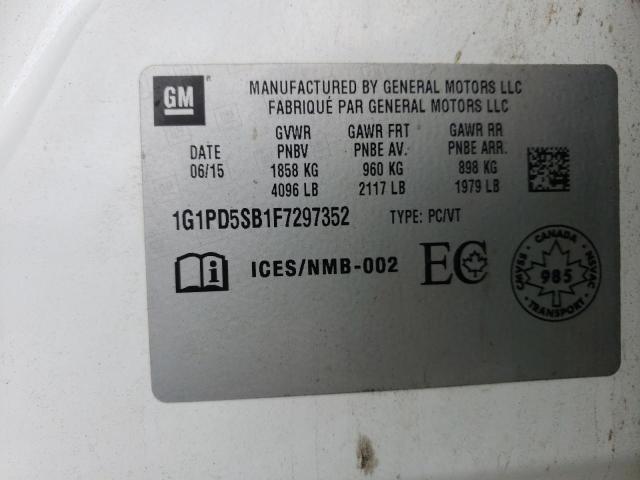 GM
MANUFACTURED BY GENERAL MOTORS LLC
FABRIQUÉ PAR GENERAL MOTORS LLC
GVWR GAWR FRT GAWR RR
DATE PNBV PNBE AV. PNBE ARR.
06/15 1858 KG 960 KG 898 KG
4096 LB 2117 LB 1979 LB
1G1PD5SB1F7297352 TYPE: PC/VT
i ICES/NMB-002 EC
CANADA
CMVSS 985 NSVAC
TRANSPORT